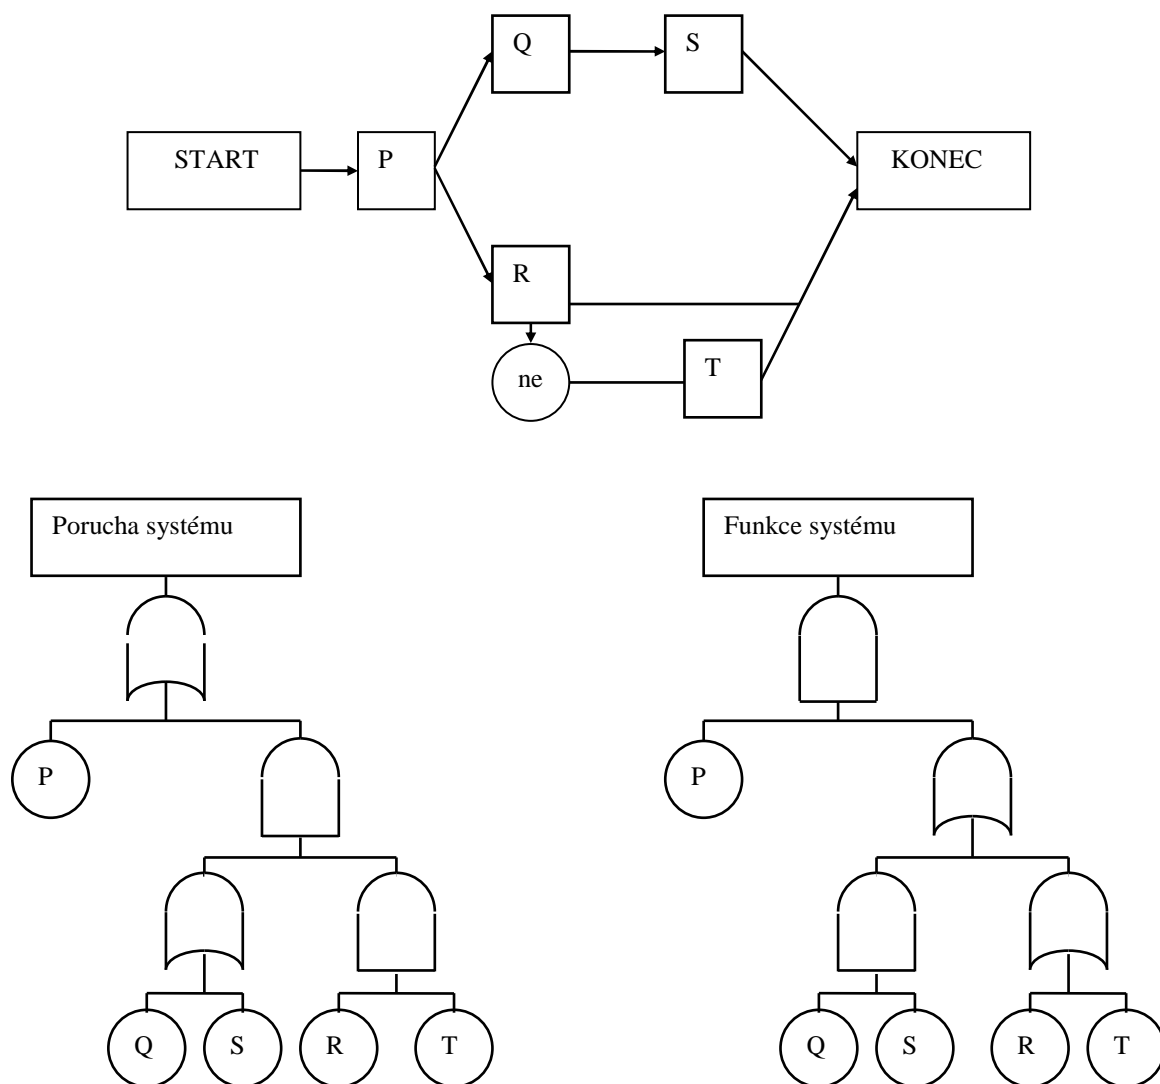 Q
S
START
P
KONEC
R
ne
T
Porucha systému
Funkce systému
P
P
Q
S
R
T
Q
S
R
T